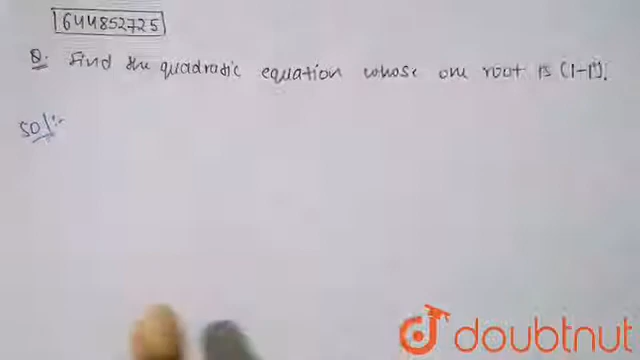 644852725
Q. Find the quadratic equation whose one root is (1-i).
Sol:-
doubtnut